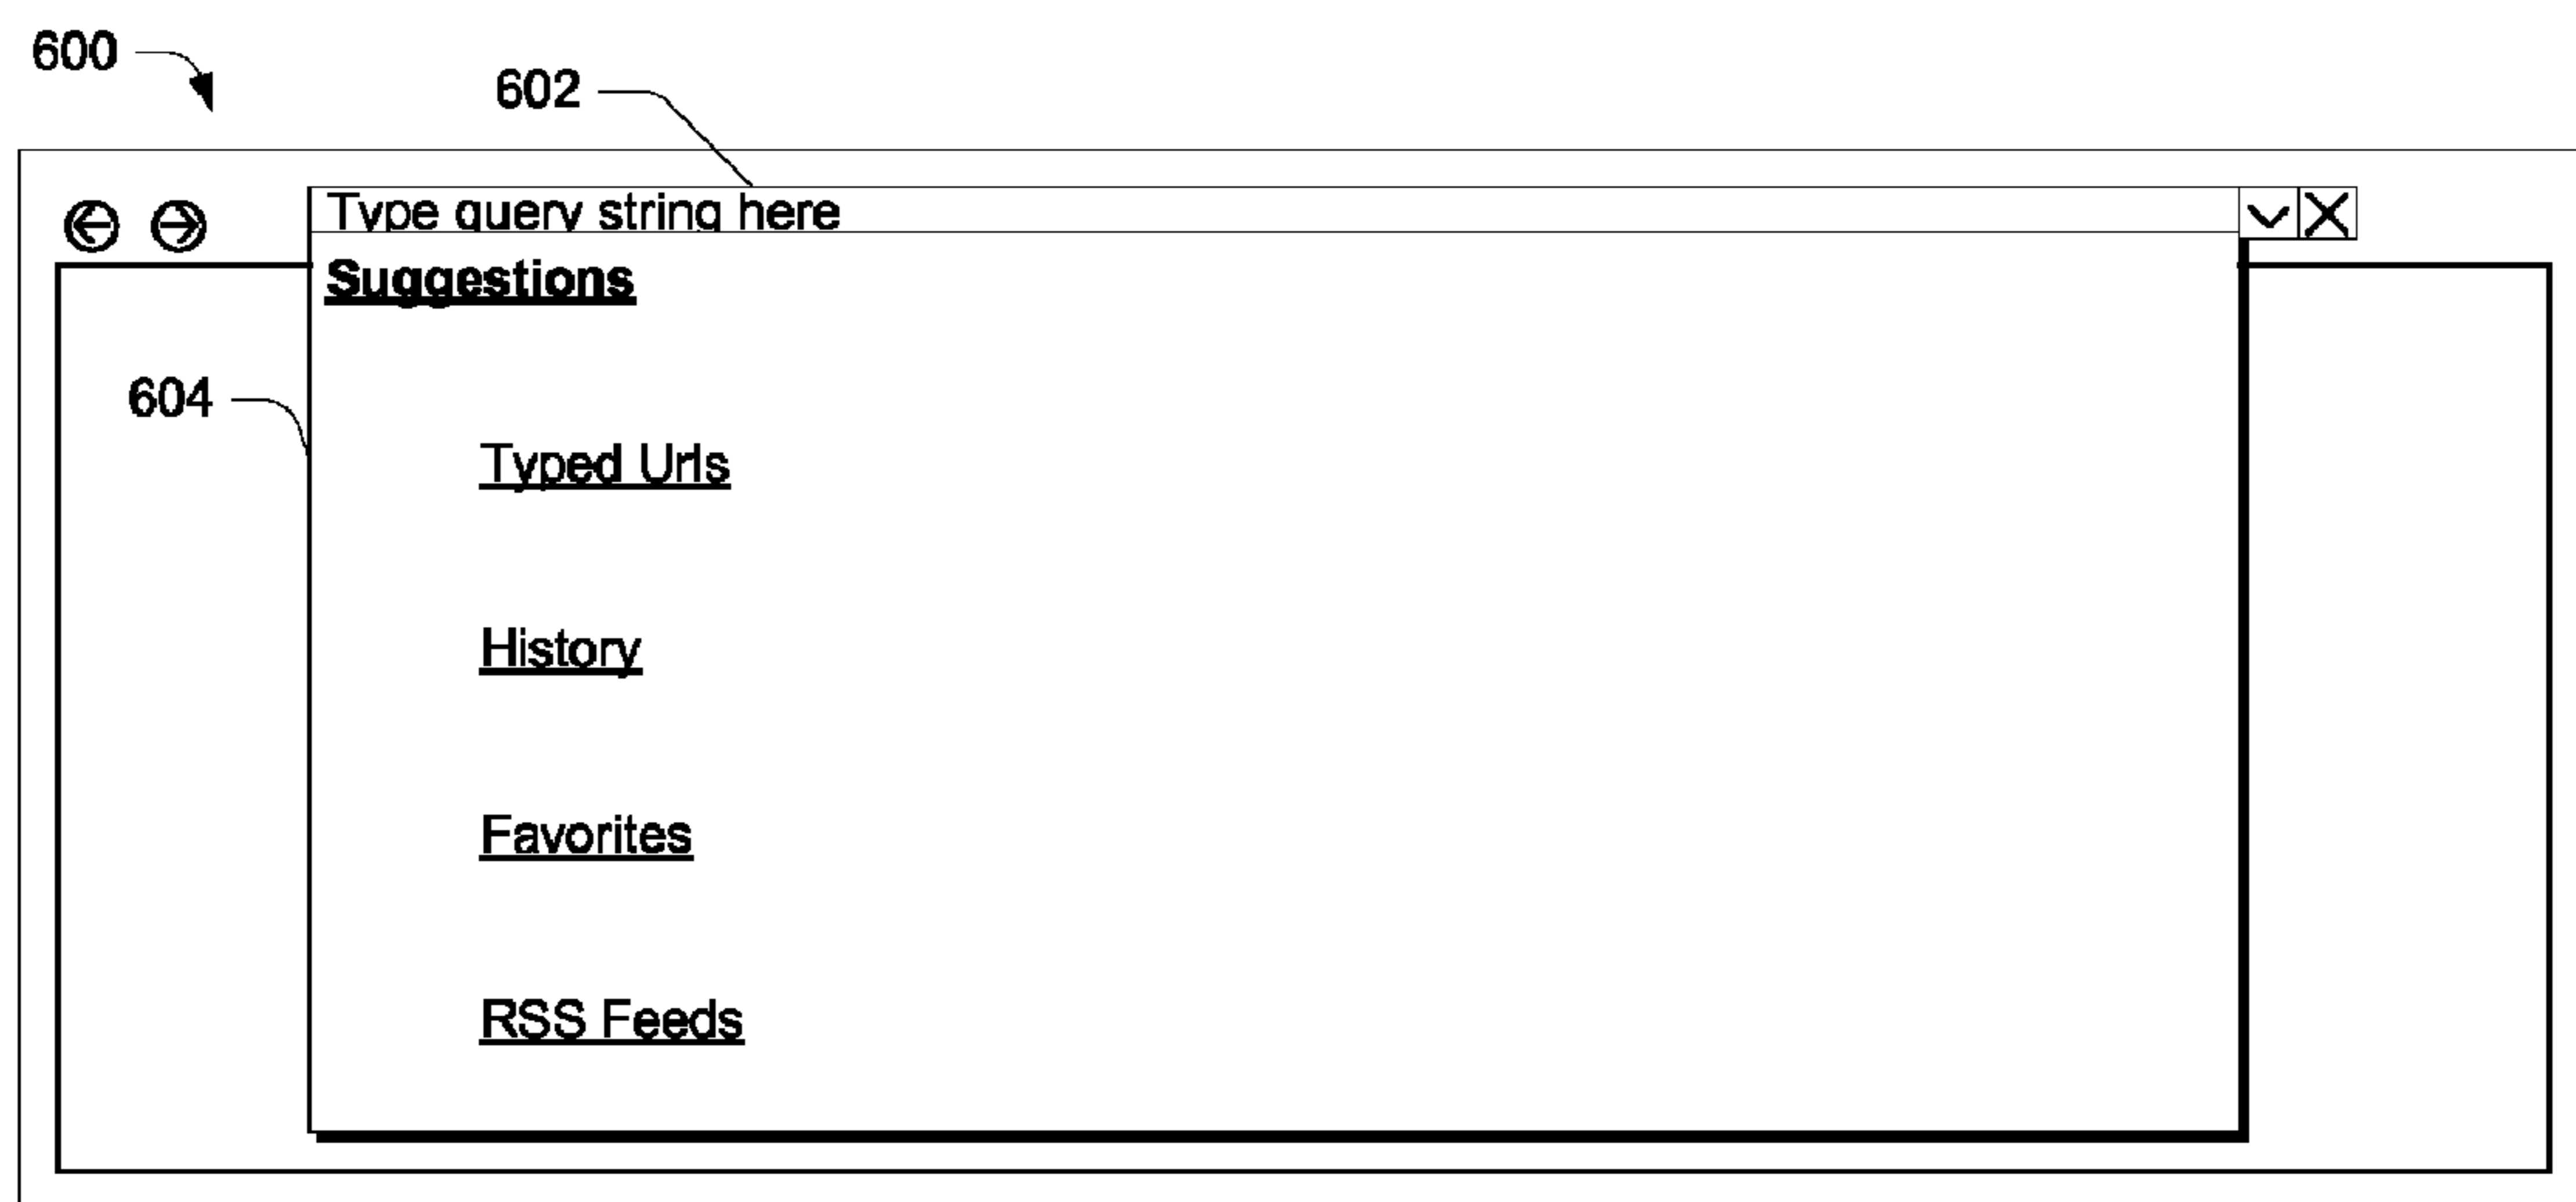 600
602
Type query string here
Suggestions
604
Typed Urls
History
Favorites
RSS Feeds